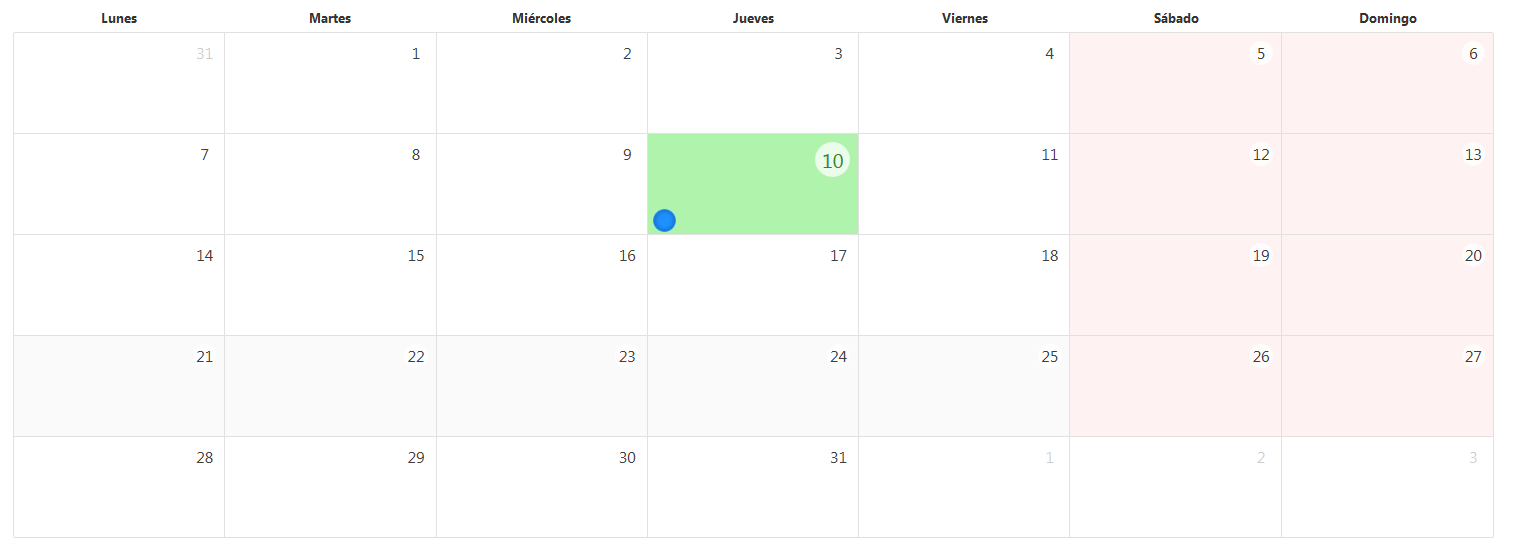 Lunes Martes Miércoles Jueves Viernes Sábado Domingo
31 1 2 3 4 5 6
7 8 9 10 11 12 13
14 15 16 17 18 19 20
21 22 23 24 25 26 27
28 29 30 31 1 2 3